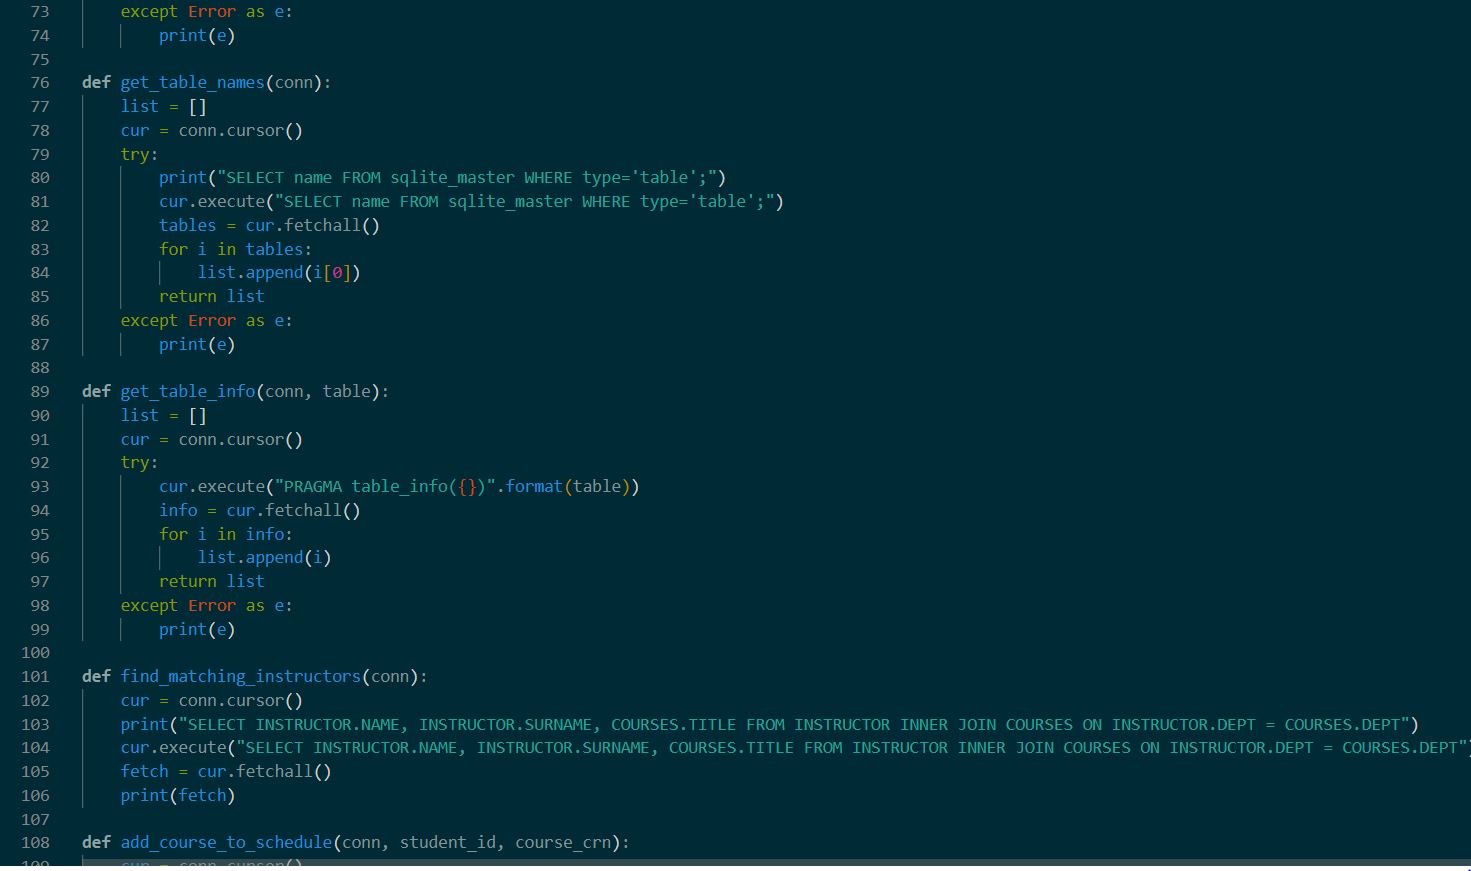 73 except Error as e:
74 print(e)
75
76 def get_table_names(conn):
77 list = []
78 cur = conn.cursor()
79 try:
80 print("SELECT name FROM sqlite_master WHERE type='table';")
81 cur.execute("SELECT name FROM sqlite_master WHERE type='table';")
82 tables = cur.fetchall()
83 for i in tables:
84 list.append(i[0])
85 return list
86 except Error as e:
87 print(e)
88
89 def get_table_info(conn, table):
90 list = []
91 cur = conn.cursor()
92 try:
93 cur.execute("PRAGMA table_info({})".format(table))
94 info = cur.fetchall()
95 for i in info:
96 list.append(i)
97 return list
98 except Error as e:
99 print(e)
100
101 def find_matching_instructors(conn):
102 cur = conn.cursor()
103 print("SELECT INSTRUCTOR.NAME, INSTRUCTOR.SURNAME, COURSES.TITLE FROM INSTRUCTOR INNER JOIN COURSES ON INSTRUCTOR.DEPT = COURSES.DEPT")
104 cur.execute("SELECT INSTRUCTOR.NAME, INSTRUCTOR.SURNAME, COURSES.TITLE FROM INSTRUCTOR INNER JOIN COURSES ON INSTRUCTOR.DEPT = COURSES.DEPT")
105 fetch = cur.fetchall()
106 print(fetch)
107
108 def add_course_to_schedule(conn, student_id, course_crn):
109 cur = conn.cursor()